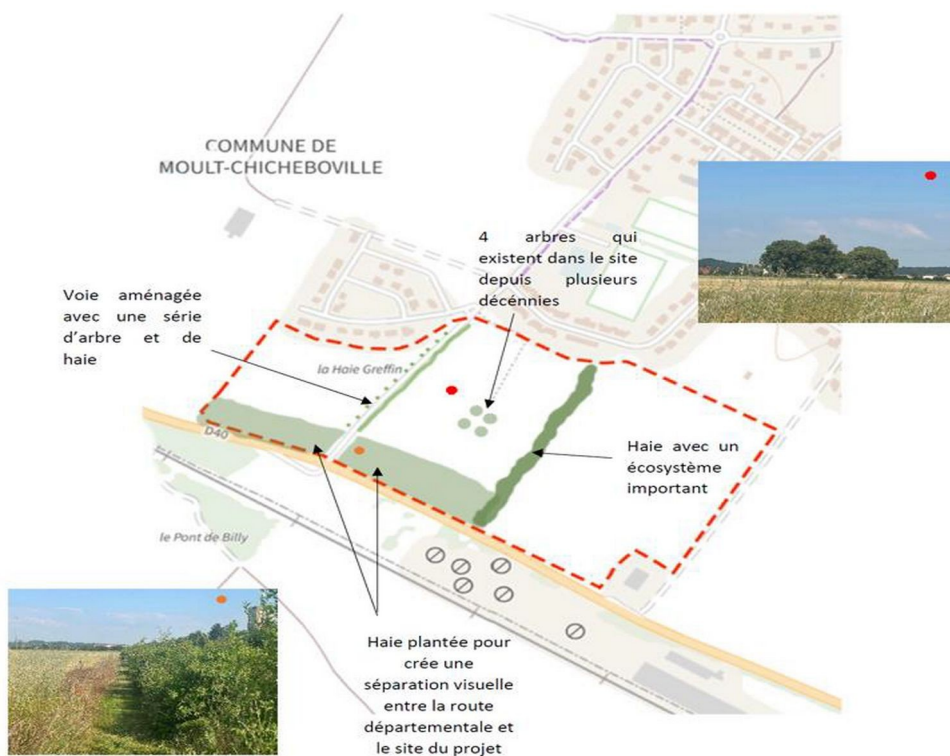 COMMUNE DE
MOULT-CHICHEBOVILLE
4 arbres qui
existent dans le site
depuis plusieurs
décénnies
Voie aménagée
avec une série
d'arbre et de
haie
la Haie Greffin
D40
Haie avec un
écosystème
important
le Pont de Billy
Haie plantée pour
crée une
séparation visuelle
entre la route
départementale et
le site du projet